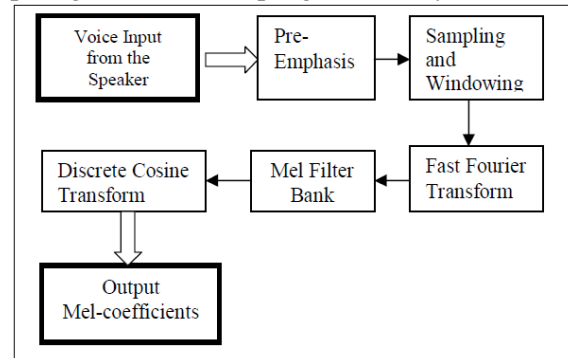 Voice Input
from the
Speaker
Pre-
Emphasis
Sampling
and
Windowing
Fast Fourier
Transform
Mel Filter
Bank
Discrete Cosine
Transform
Output
Mel-coefficients